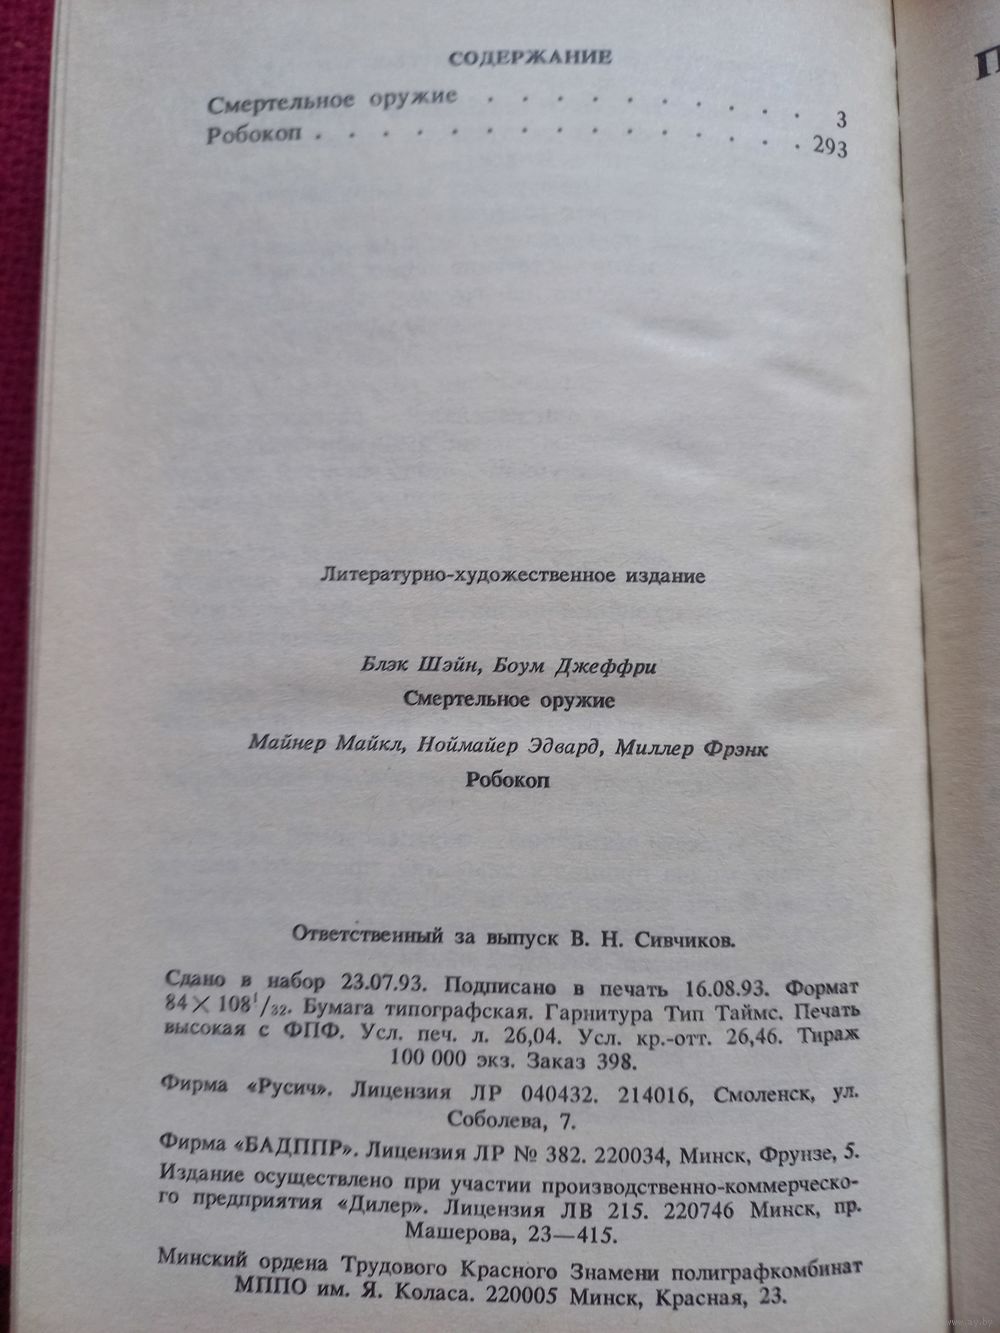 СОДЕРЖАНИЕ
Смертельное оружие . . . . . . . . . . 3
Робокоп . . . . . . . . . . . . . . . 293
П
Литературно-художественное издание
Блэк Шэйн, Боум Джеффри
Смертельное оружие
Майнер Майкл, Ноймайер Эдвард, Миллер Фрэнк
Робокоп
Ответственный за выпуск В. Н. Сивчиков.
Сдано в набор 23.07.93. Подписано в печать 16.08.93. Формат
84×108¹/₃₂. Бумага типографская. Гарнитура Тип Таймс. Печать
высокая с ФПФ. Усл. печ. л. 26,04. Усл. кр.-отт. 26,46. Тираж
100 000 экз. Заказ 398.
Фирма «Русич». Лицензия ЛР 040432. 214016, Смоленск, ул.
Соболева, 7.
Фирма «БАДППР». Лицензия ЛР № 382. 220034, Минск, Фрунзе, 5.
Издание осуществлено при участии производственно-коммерческо-
го предприятия «Дилер». Лицензия ЛВ 215. 220746 Минск, пр.
Машерова, 23—415.
Минский ордена Трудового Красного Знамени полиграфкомбинат
МППО им. Я. Коласа. 220005 Минск, Красная, 23.
www.ay.by